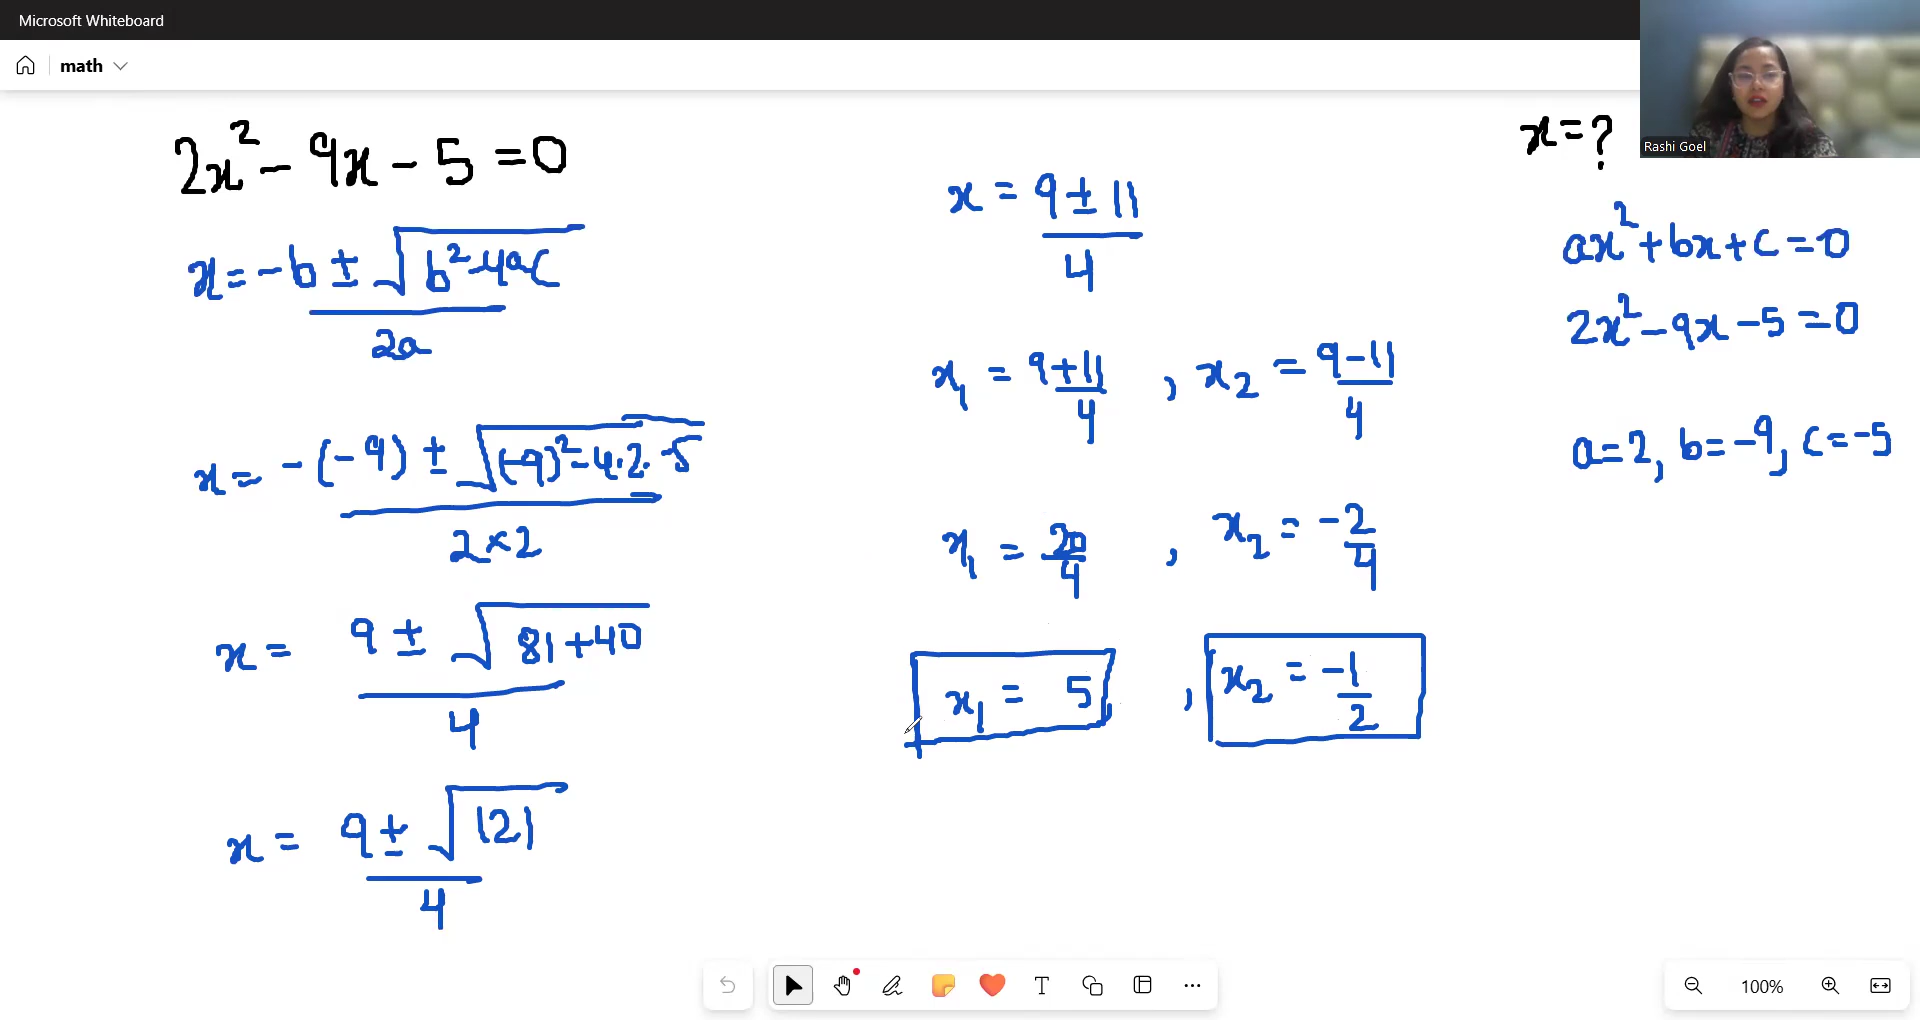 Microsoft Whiteboard
math
Rashi Goel
2x² - 9x - 5 = 0
x = -b ± √(b² - 4ac)
2a
x = -(-9) ± √((-9)² - 4·2·-5)
2 × 2
x = 9 ± √(81 + 40)
4
x = 9 ± √121
4
x = 9 ± 11
4
x₁ = 9 + 11 , x₂ = 9 - 11
4 4
x₁ = 20 , x₂ = -2
4 4
x₁ = 5 , x₂ = -1
2
x = ?
ax² + bx + c = 0
2x² - 9x - 5 = 0
a = 2, b = -9, c = -5
100%